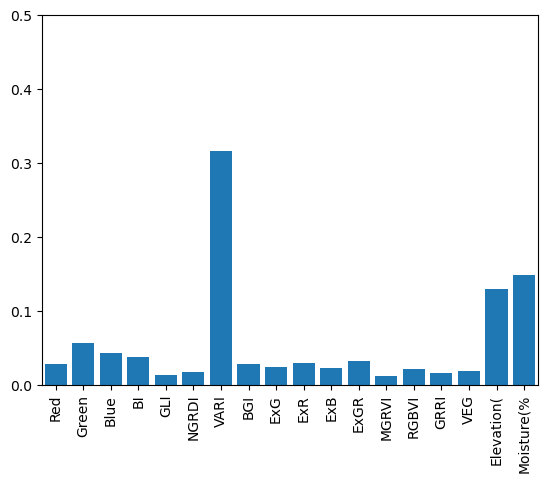 0.5
0.4
0.3
0.2
0.1
0.0
Red
Green
Blue
BI
GLI
NGRDI
VARI
BGI
ExG
ExR
ExB
ExGR
MGRVI
RGBVI
GRRI
VEG
Elevation(
Moisture(%